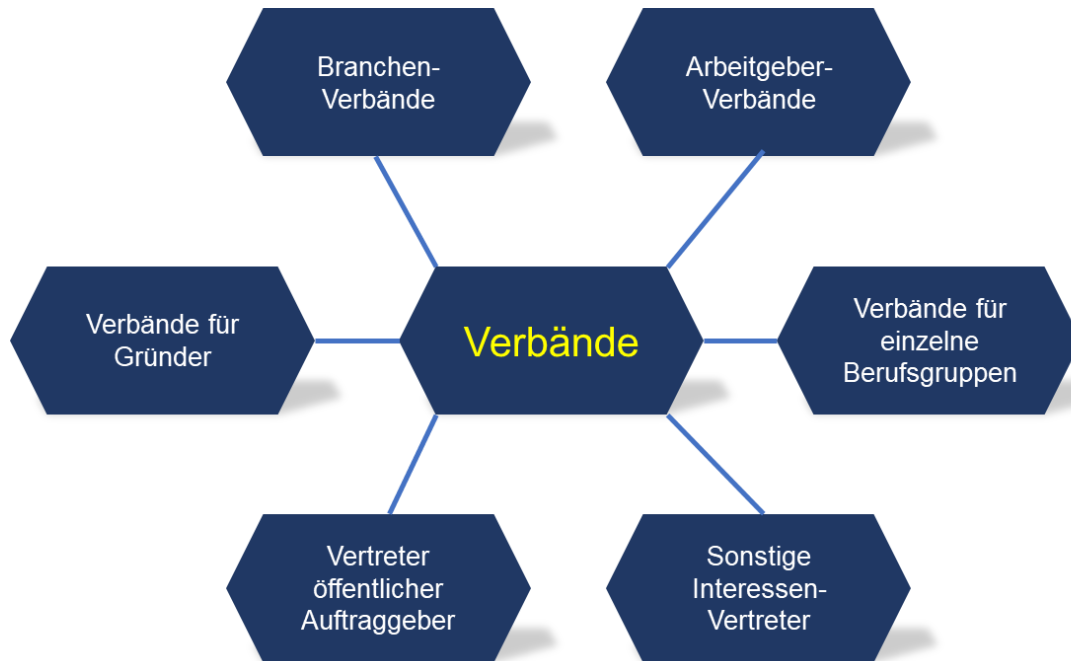 Branchen-
Verbände
Arbeitgeber-
Verbände
Verbände für
Gründer
Verbände
Verbände für
einzelne
Berufsgruppen
Vertreter
öffentlicher
Auftraggeber
Sonstige
Interessen-
Vertreter